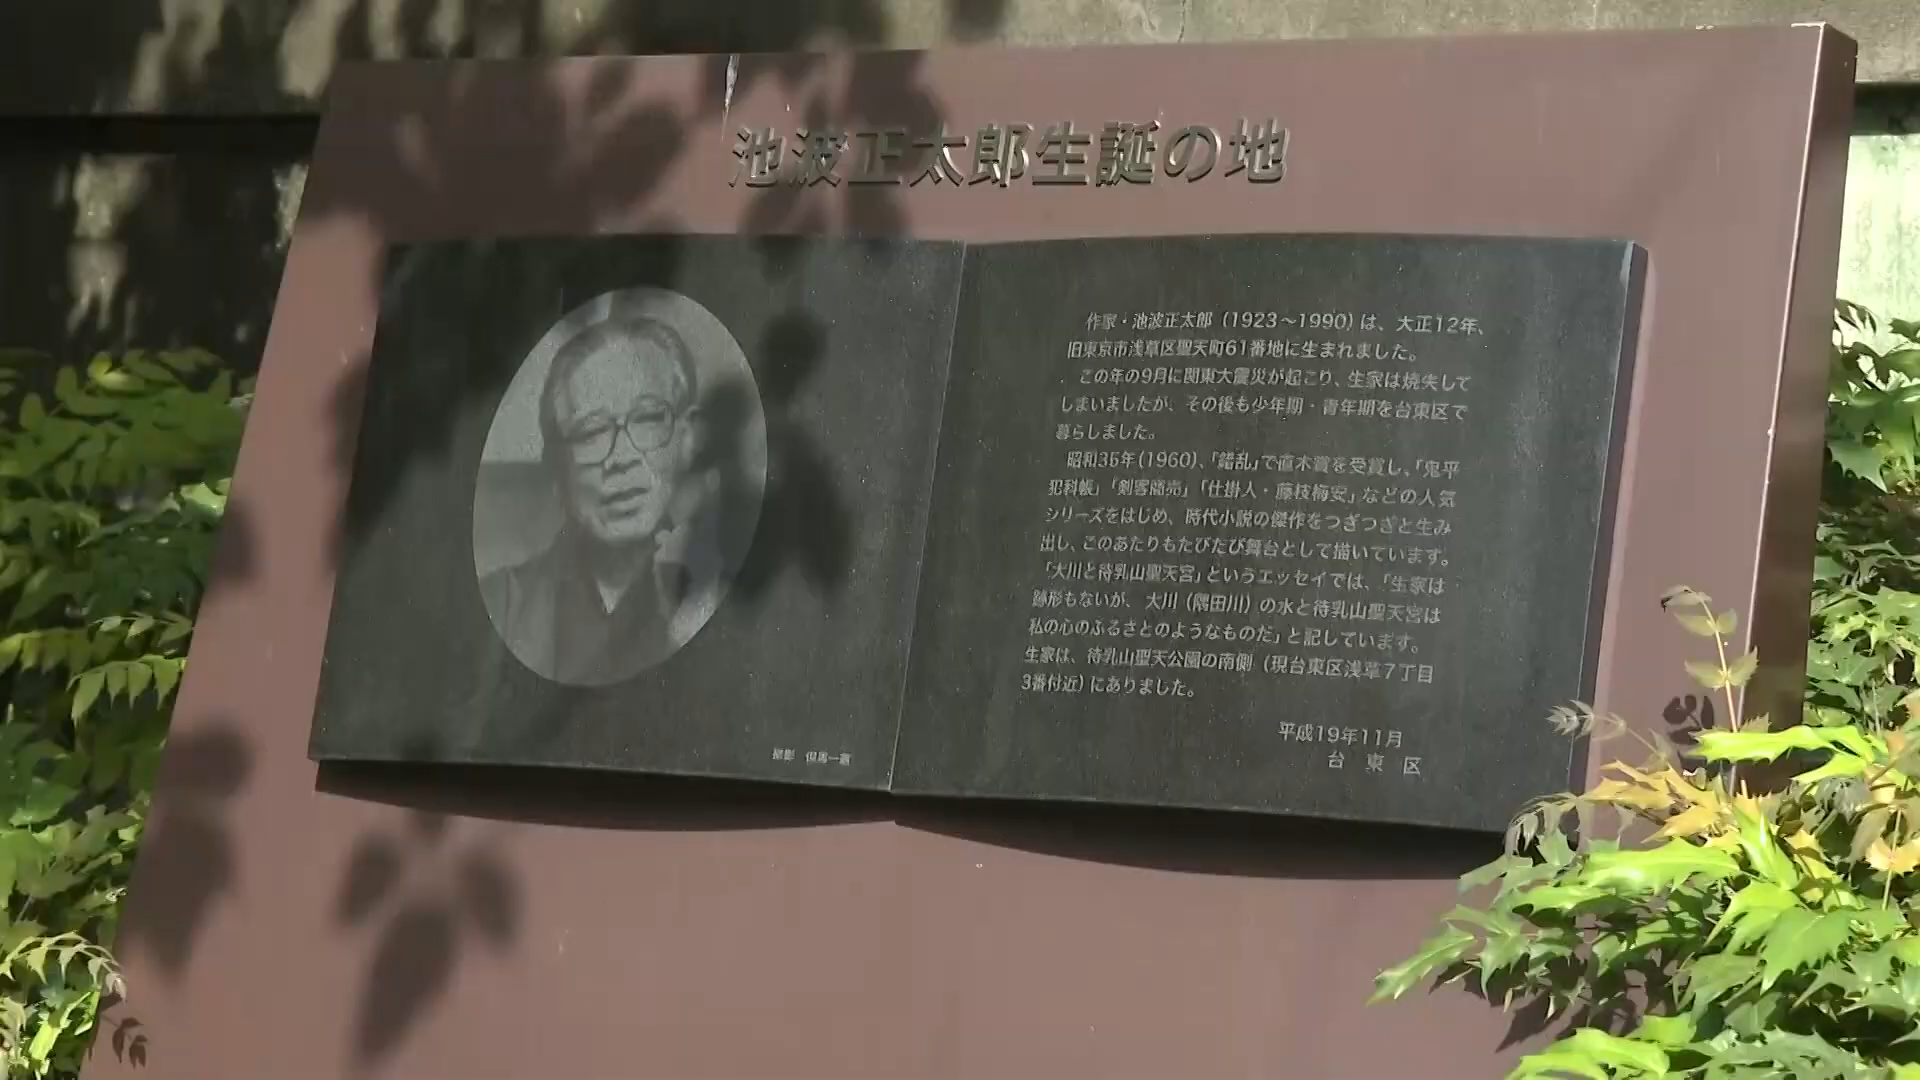 池波正太郎生誕の地
作家・池波正太郎（1923～1990）は、大正12年、
旧東京市浅草区聖天町61番地に生まれました。
この年の9月に関東大震災が起こり、生家は焼失して
しまいましたが、その後も少年期・青年期を台東区で
暮らしました。
昭和35年（1960）、「錯乱」で直木賞を受賞し、「鬼平
犯科帳」「剣客商売」「仕掛人・藤枝梅安」などの人気
シリーズをはじめ、時代小説の傑作をつぎつぎと生み
出し、このあたりもたびたび舞台として描いています。
「大川と待乳山聖天宮」というエッセイでは、「生家は
跡形もないが、大川（隅田川）の水と待乳山聖天宮は
私の心のふるさとのようなものだ」と記しています。
生家は、待乳山聖天公園の南側（現台東区浅草7丁目
3番付近）にありました。
平成19年11月
台東区
撮影　但馬一憲